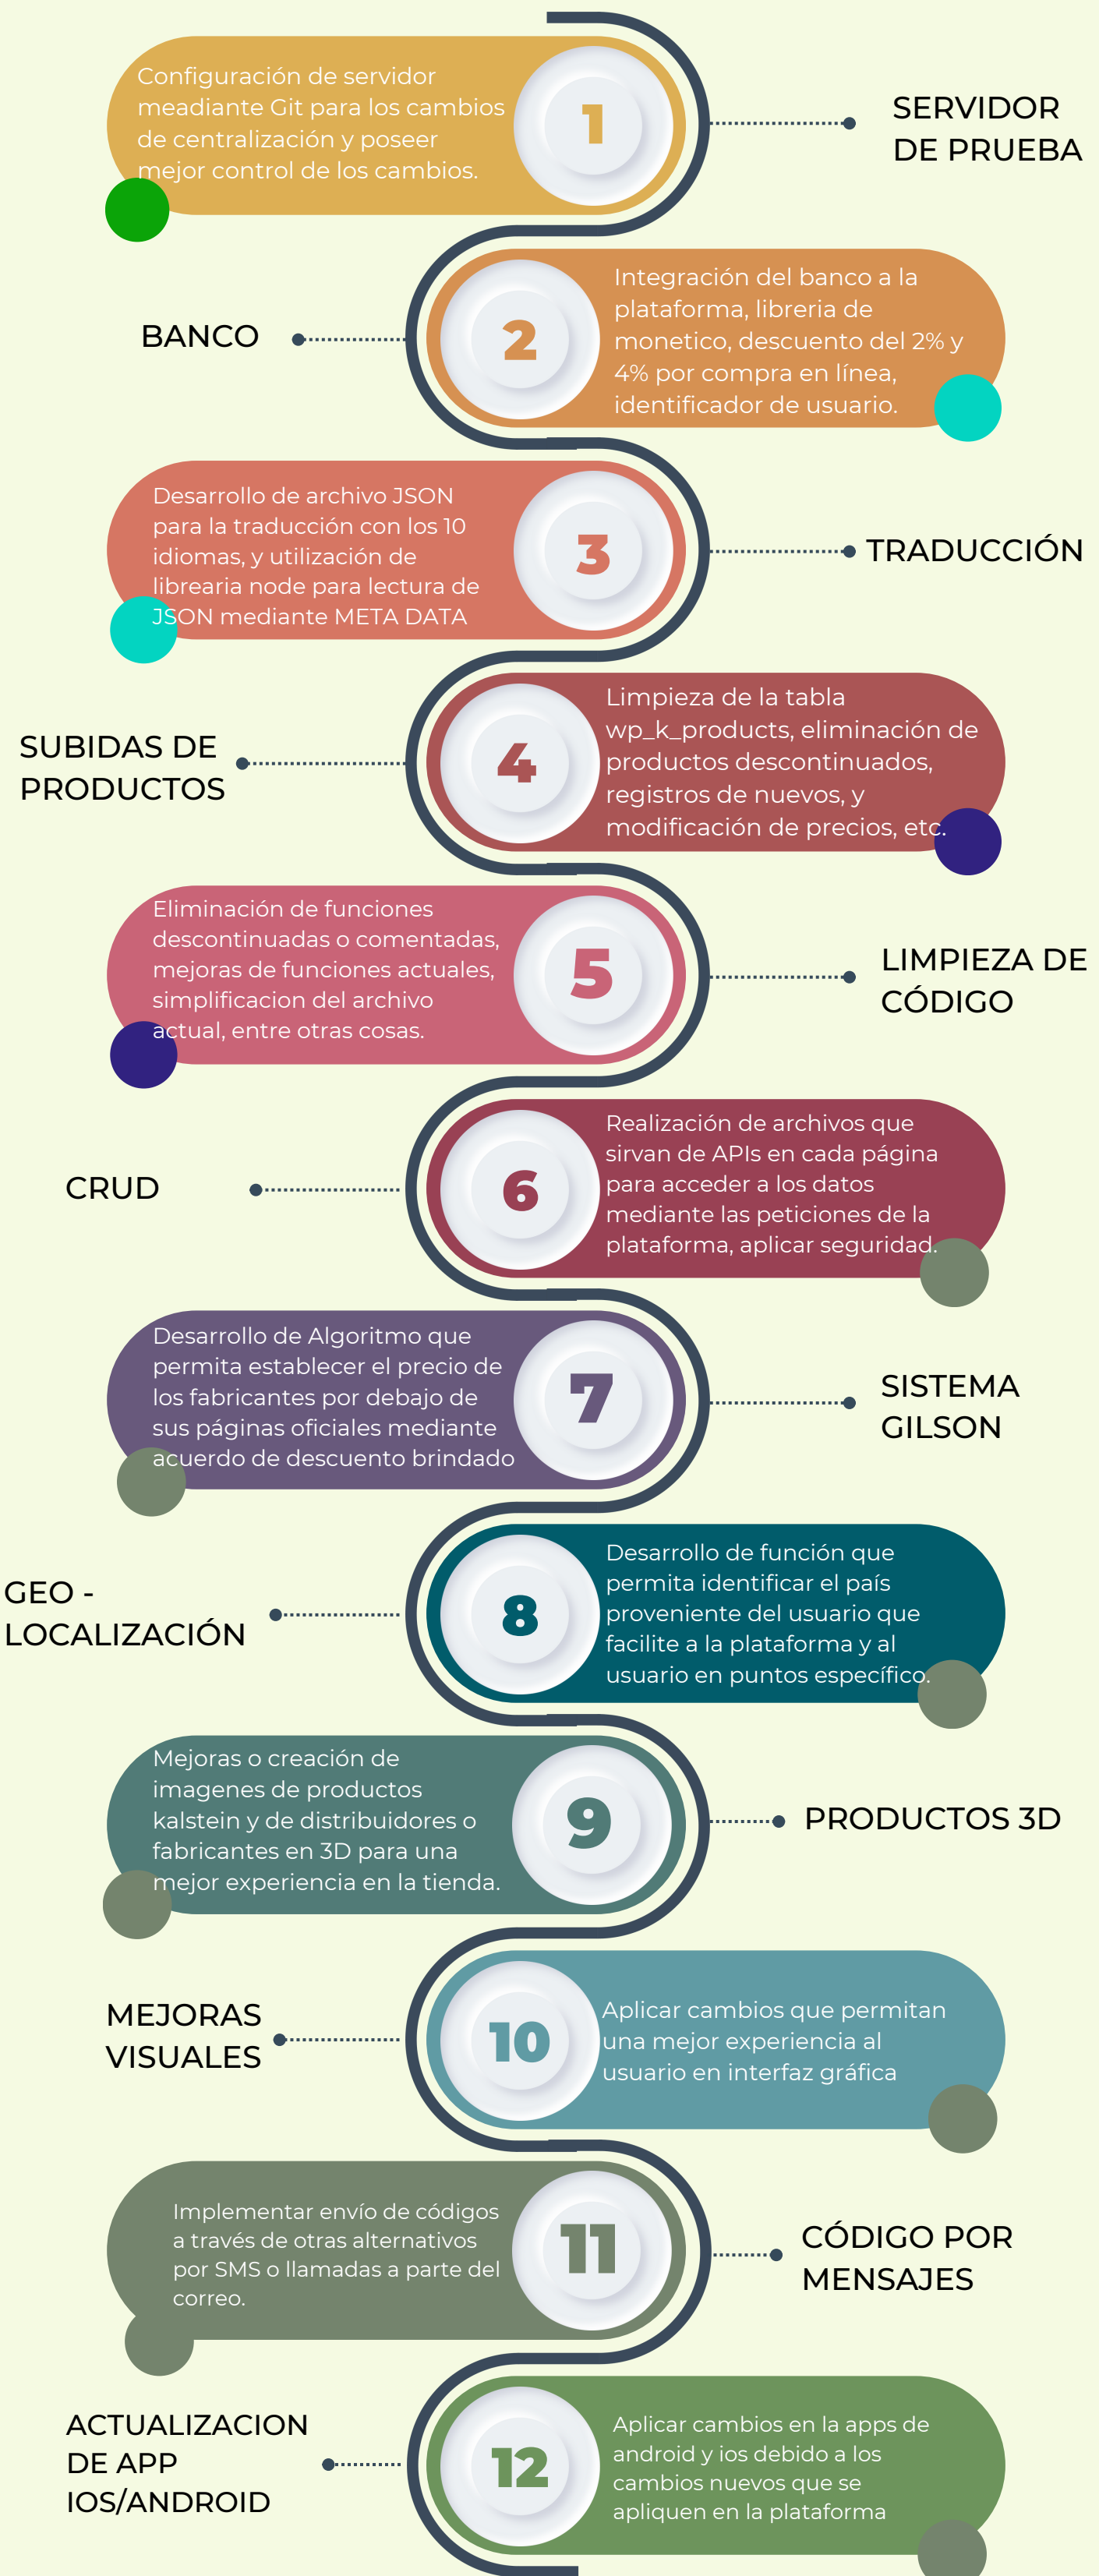 Configuración de servidor
meadiante Git para los cambios
de centralización y poseer
mejor control de los cambios.
1
SERVIDOR
DE PRUEBA
BANCO
2
Integración del banco a la
plataforma, libreria de
monetico, descuento del 2% y
4% por compra en línea,
identificador de usuario.
Desarrollo de archivo JSON
para la traducción con los 10
idiomas, y utilización de
librearia node para lectura de
JSON mediante META DATA
3
TRADUCCIÓN
SUBIDAS DE
PRODUCTOS
4
Limpieza de la tabla
wp_k_products, eliminación de
productos descontinuados,
registros de nuevos, y
modificación de precios, etc.
Eliminación de funciones
descontinuadas o comentadas,
mejoras de funciones actuales,
simplificacion del archivo
actual, entre otras cosas.
5
LIMPIEZA DE
CÓDIGO
CRUD
6
Realización de archivos que
sirvan de APIs en cada página
para acceder a los datos
mediante las peticiones de la
plataforma, aplicar seguridad.
Desarrollo de Algoritmo que
permita establecer el precio de
los fabricantes por debajo de
sus páginas oficiales mediante
acuerdo de descuento brindado
7
SISTEMA
GILSON
GEO -
LOCALIZACIÓN
8
Desarrollo de función que
permita identificar el país
proveniente del usuario que
facilite a la plataforma y al
usuario en puntos específico.
Mejoras o creación de
imagenes de productos
kalstein y de distribuidores o
fabricantes en 3D para una
mejor experiencia en la tienda.
9
PRODUCTOS 3D
MEJORAS
VISUALES
10
Aplicar cambios que permitan
una mejor experiencia al
usuario en interfaz gráfica
Implementar envío de códigos
a través de otras alternativos
por SMS o llamadas a parte del
correo.
11
CÓDIGO POR
MENSAJES
ACTUALIZACION
DE APP
IOS/ANDROID
12
Aplicar cambios en la apps de
android y ios debido a los
cambios nuevos que se
apliquen en la plataforma